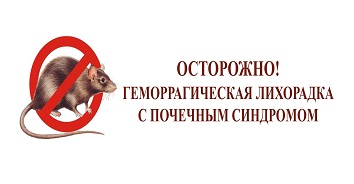 ОСТОРОЖНО!
ГЕМОРРАГИЧЕСКАЯ ЛИХОРАДКА
С ПОЧЕЧНЫМ СИНДРОМОМ